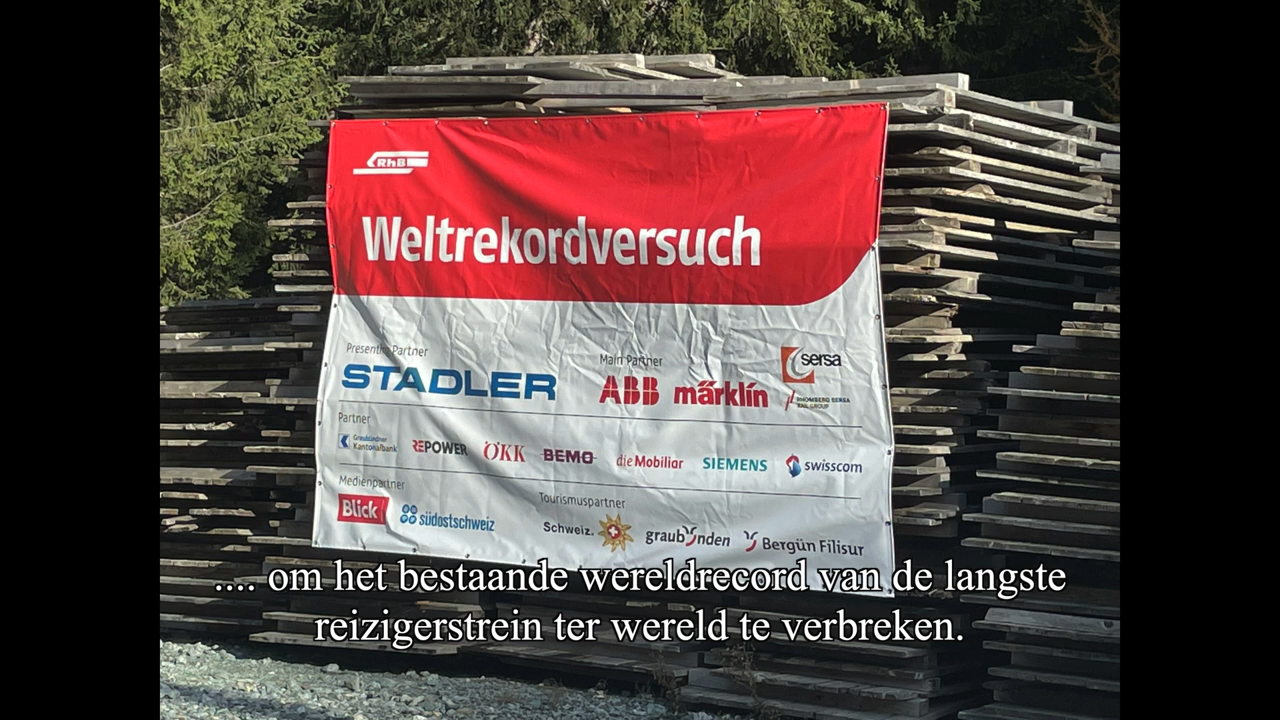 RhB
Weltrekordversuch
Presenting Partner
STADLER
Main Partner
ABB märklin
sersa
RHOMBERG SERSA
RAIL GROUP
Partner
Graubündner
Kantonalbank
REPOWER
ÖKK
BEMO
die Mobiliar
SIEMENS
swisscom
Medienpartner
Blick
südostschweiz
Tourismuspartner
Schweiz.
graubünden
Bergün Filisur
.... om het bestaande wereldrecord van de langste
reizigerstrein ter wereld te verbreken.